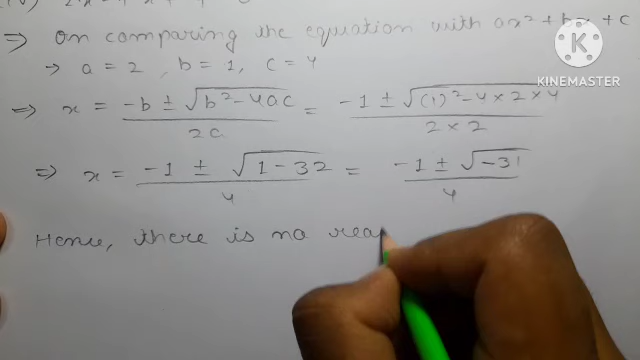 ⇒ On comparing the equation with ax² + bx + c
→ a = 2 , b = 1, c = 4
⇒ x = -b ± √b² - 4ac / 2a = -1 ± √(1)² - 4 × 2 × 4 / 2 × 2
⇒ x = -1 ± √1 - 32 / 4 = -1 ± √-31 / 4
Hence, there is no rea
KINEMASTER